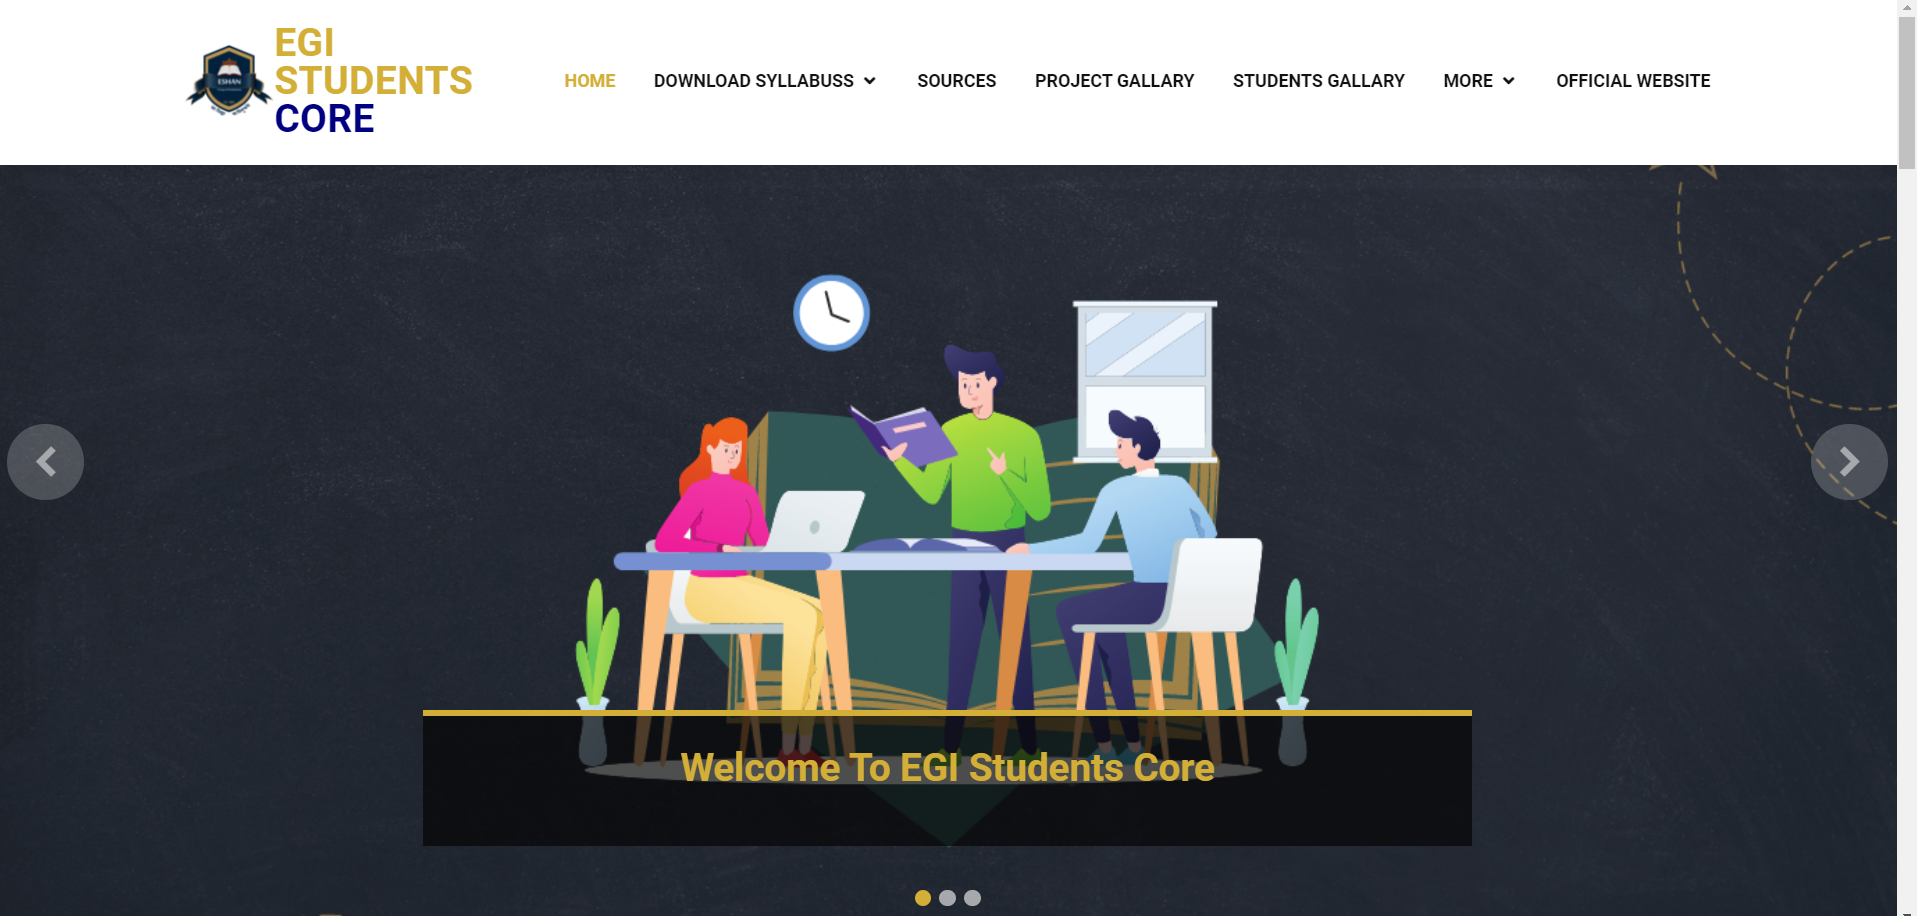 ESHAN
EGI
STUDENTS
CORE
HOME
DOWNLOAD SYLLABUSS
SOURCES
PROJECT GALLARY
STUDENTS GALLARY
MORE
OFFICIAL WEBSITE
Welcome To EGI Students Core